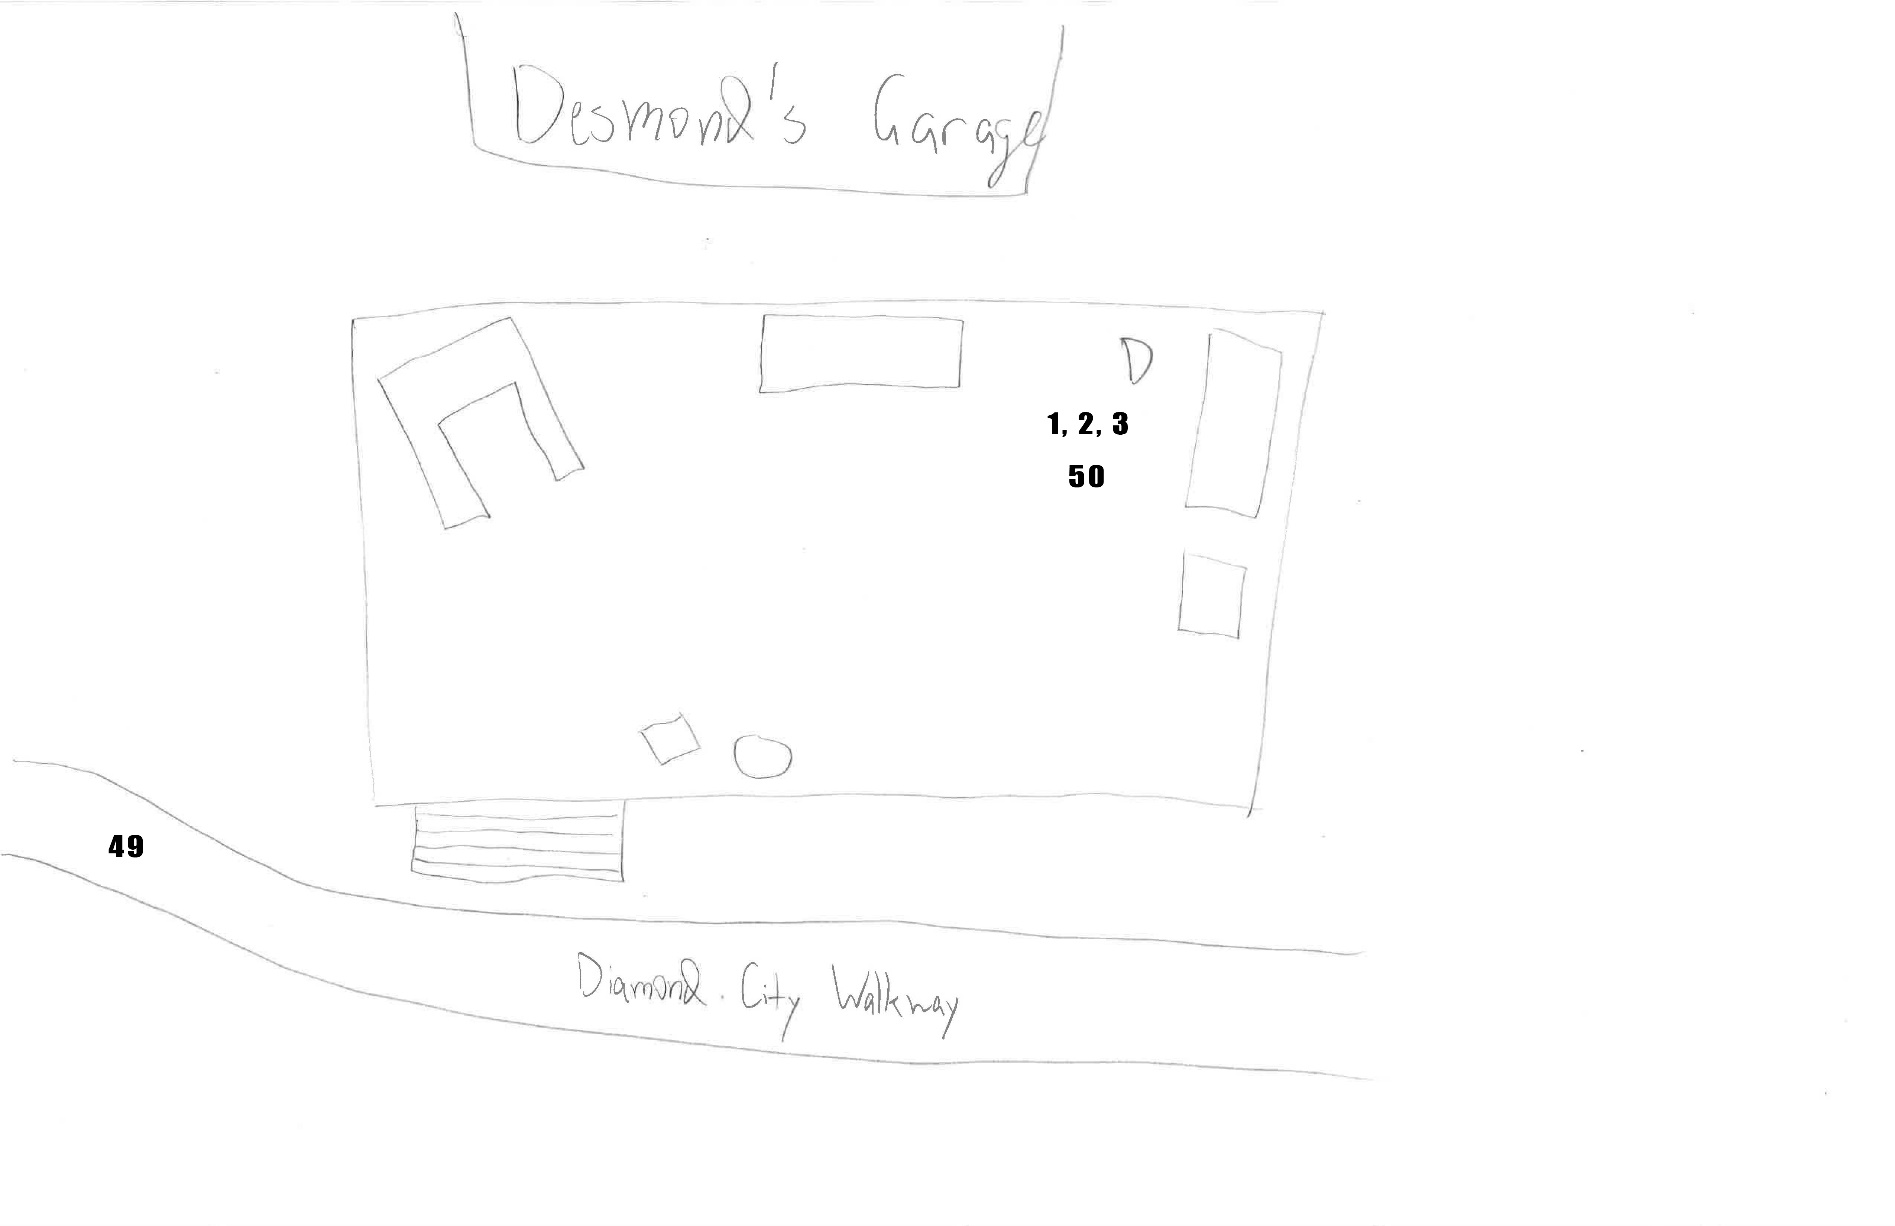 Desmond's Garage
D
1, 2, 3
50
49
Diamond City Walkway